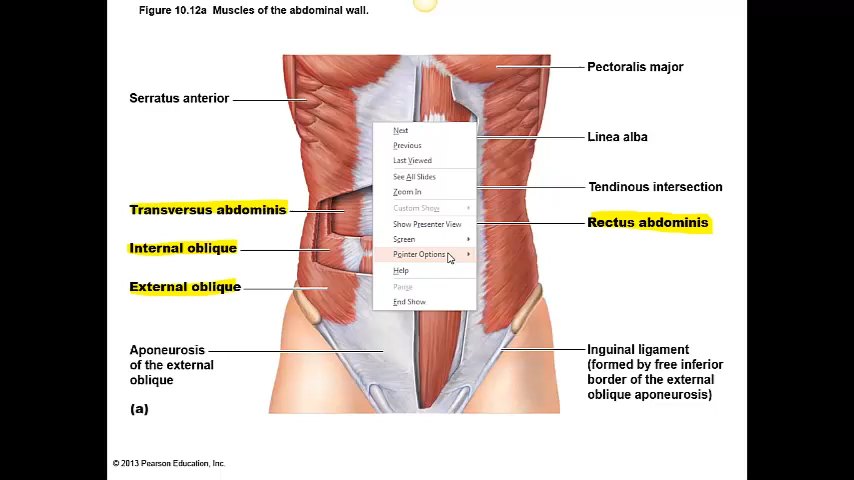 Figure 10.12a Muscles of the abdominal wall.
Pectoralis major
Serratus anterior
Next
Linea alba
Previous
Last Viewed
See All Slides
Zoom In
Tendinous intersection
Custom Show
Transversus abdominis
Show Presenter View
Rectus abdominis
Screen
Internal oblique
Pointer Options
Help
External oblique
Pause
End Show
Aponeurosis
of the external
oblique
Inguinal ligament
(formed by free inferior
border of the external
oblique aponeurosis)
(a)
© 2013 Pearson Education, Inc.